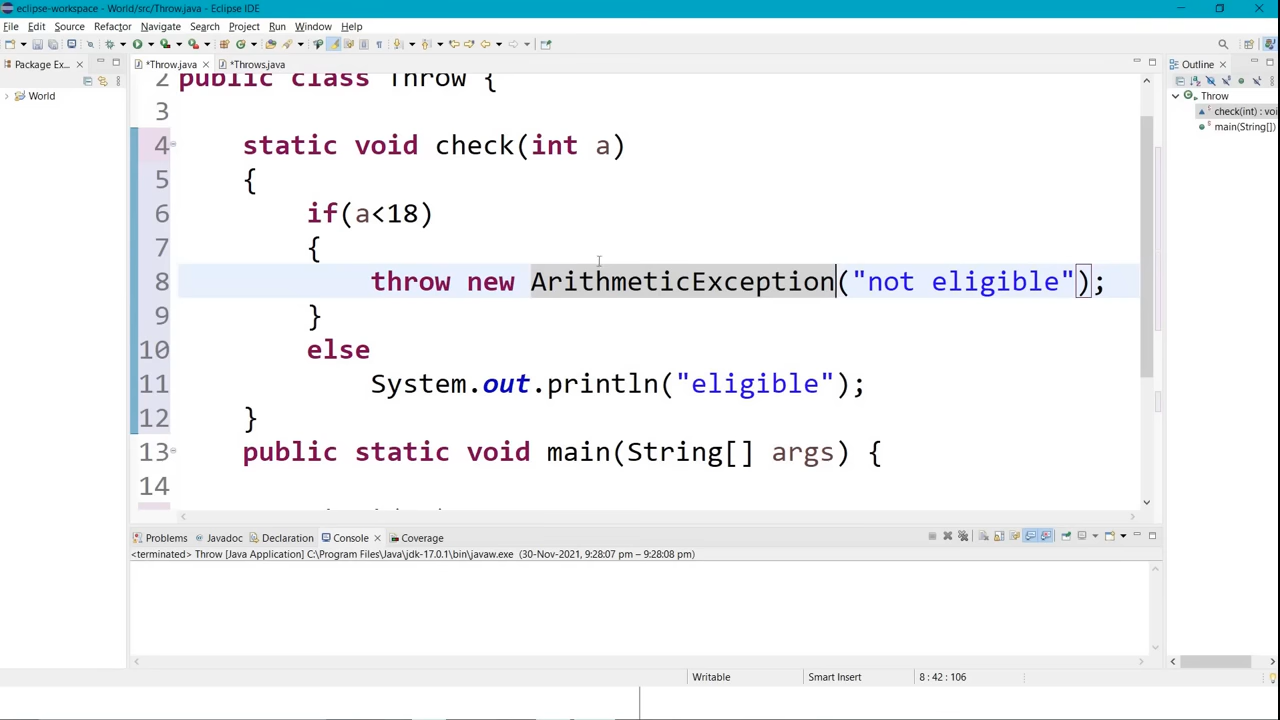 eclipse-workspace - World/src/Throw.java - Eclipse IDE
File Edit Source Refactor Navigate Search Project Run Window Help
Package Ex...
*Throw.java
*Throws.java
Outline
World
Throw
check(int) : voi
main(String[])
2 public class Throw {
3
4 static void check(int a)
5 {
6 if(a<18)
7 {
8 throw new ArithmeticException("not eligible");
9 }
10 else
11 System.out.println("eligible");
12 }
13 public static void main(String[] args) {
14
Problems Javadoc Declaration Console Coverage
<terminated> Throw [Java Application] C:\Program Files\Java\jdk-17.0.1\bin\javaw.exe (30-Nov-2021, 9:28:07 pm – 9:28:08 pm)
Writable Smart Insert 8 : 42 : 106